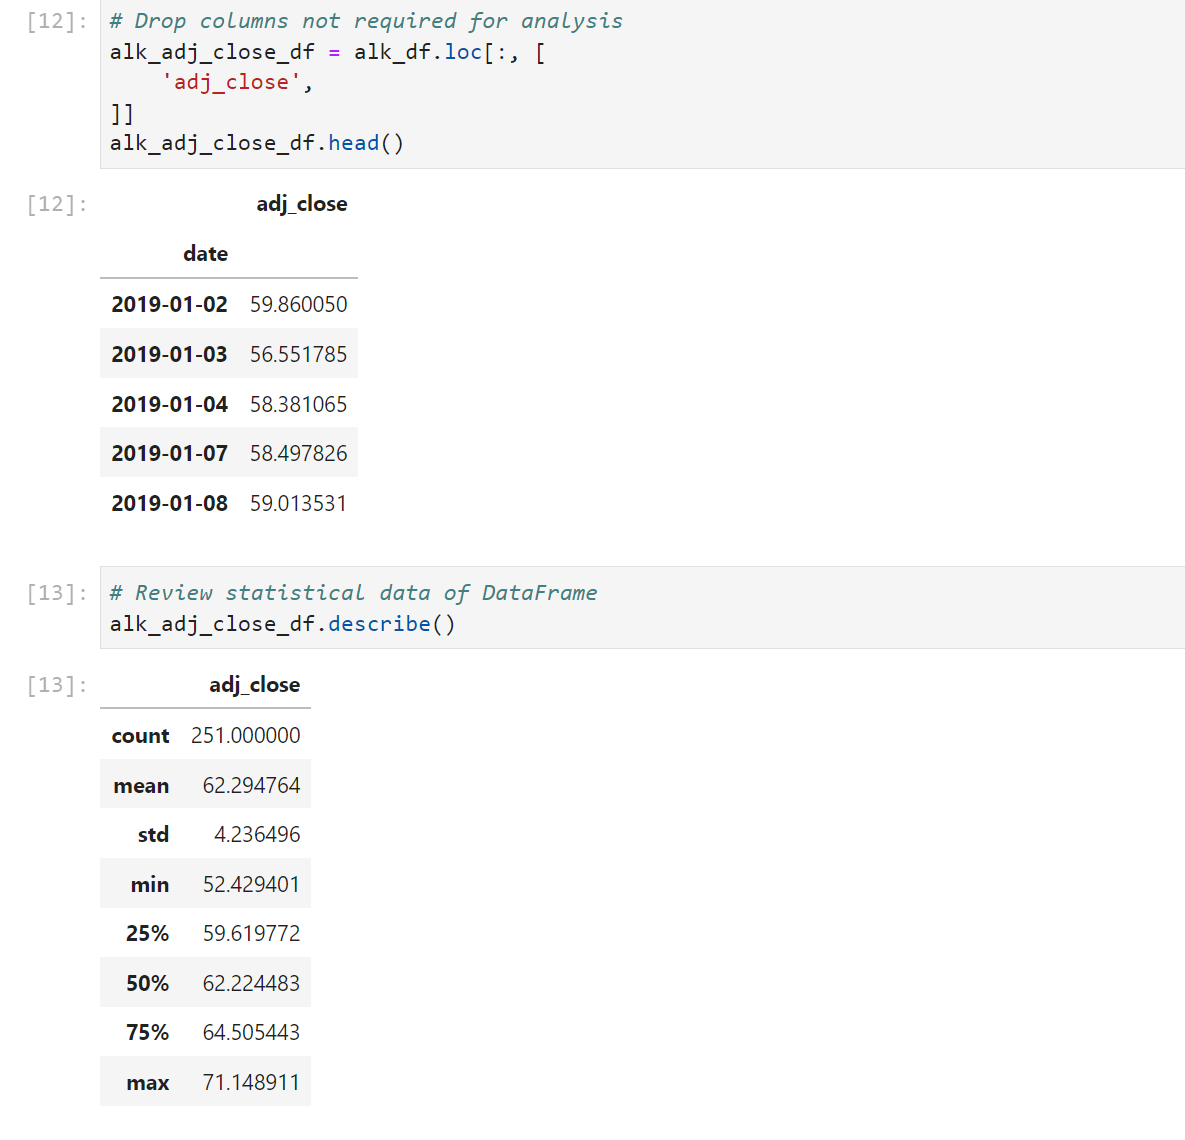 [12]: # Drop columns not required for analysis
alk_adj_close_df = alk_df.loc[:, [
    'adj_close',
]]
alk_adj_close_df.head()
[12]: adj_close
date
2019-01-02 59.860050
2019-01-03 56.551785
2019-01-04 58.381065
2019-01-07 58.497826
2019-01-08 59.013531
[13]: # Review statistical data of DataFrame
alk_adj_close_df.describe()
[13]: adj_close
count 251.000000
mean 62.294764
std 4.236496
min 52.429401
25% 59.619772
50% 62.224483
75% 64.505443
max 71.148911